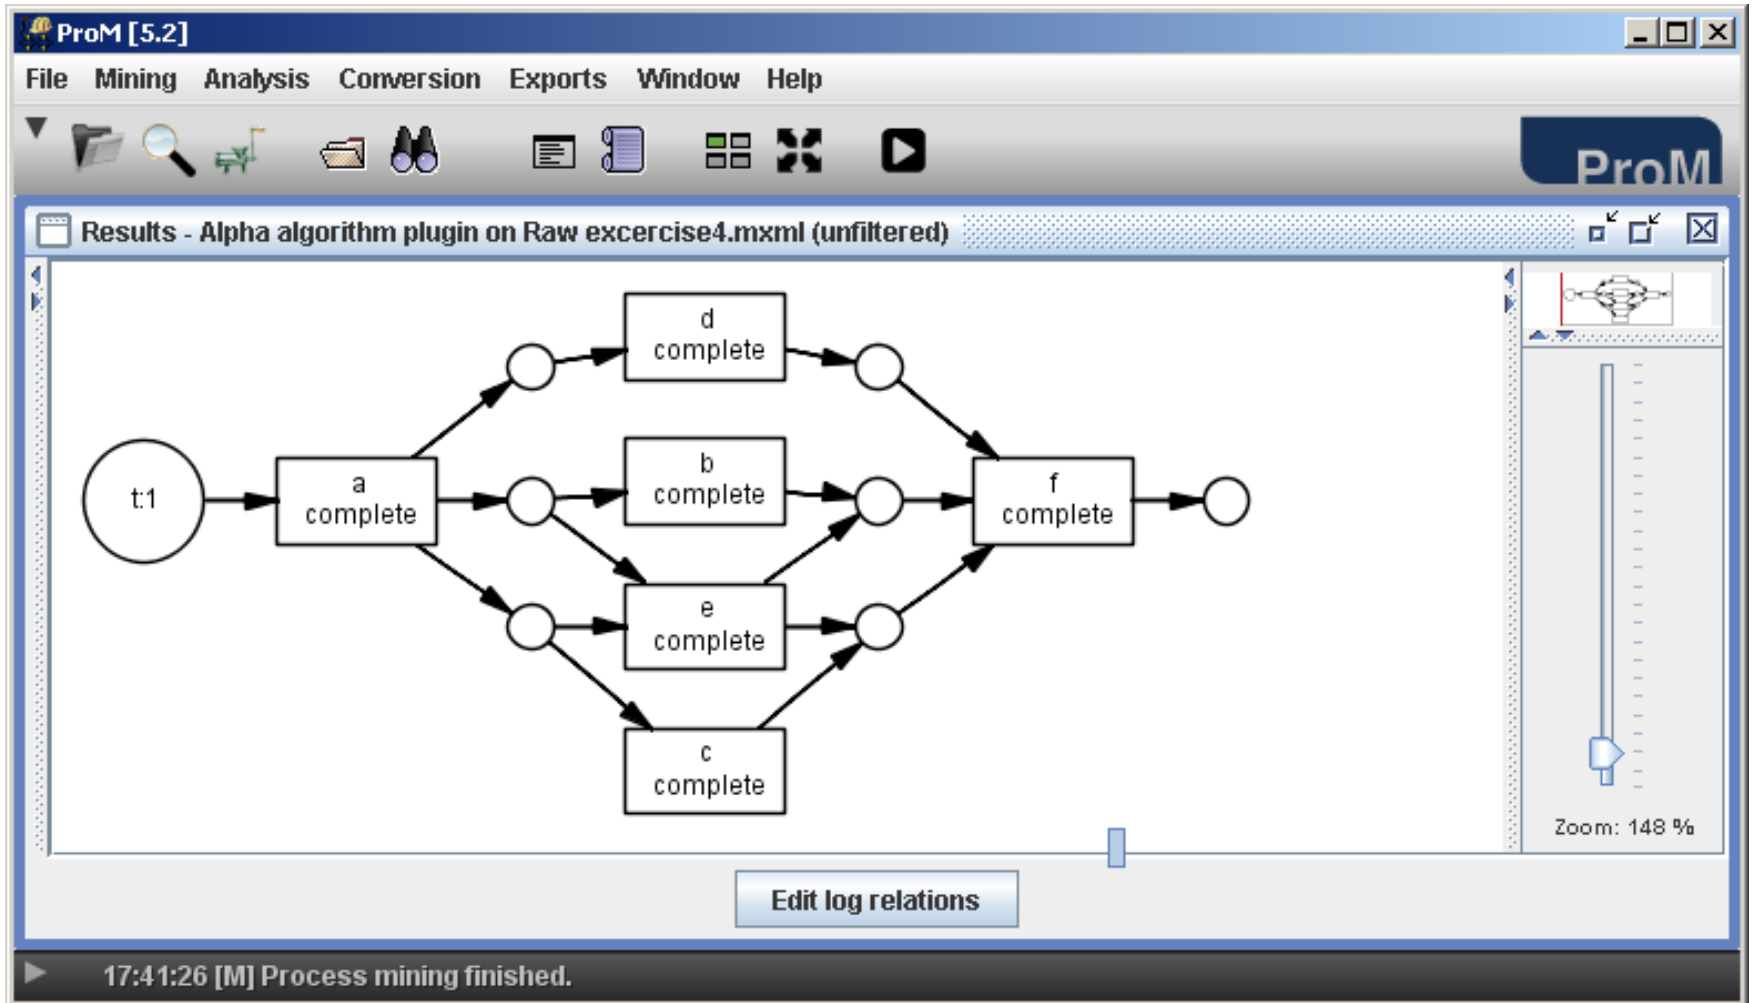 ProM [5.2]
File Mining Analysis Conversion Exports Window Help
ProM
Results - Alpha algorithm plugin on Raw excercise4.mxml (unfiltered)
d
complete
b
complete
t:1
a
complete
f
complete
e
complete
c
complete
Zoom: 148 %
Edit log relations
17:41:26 [M] Process mining finished.